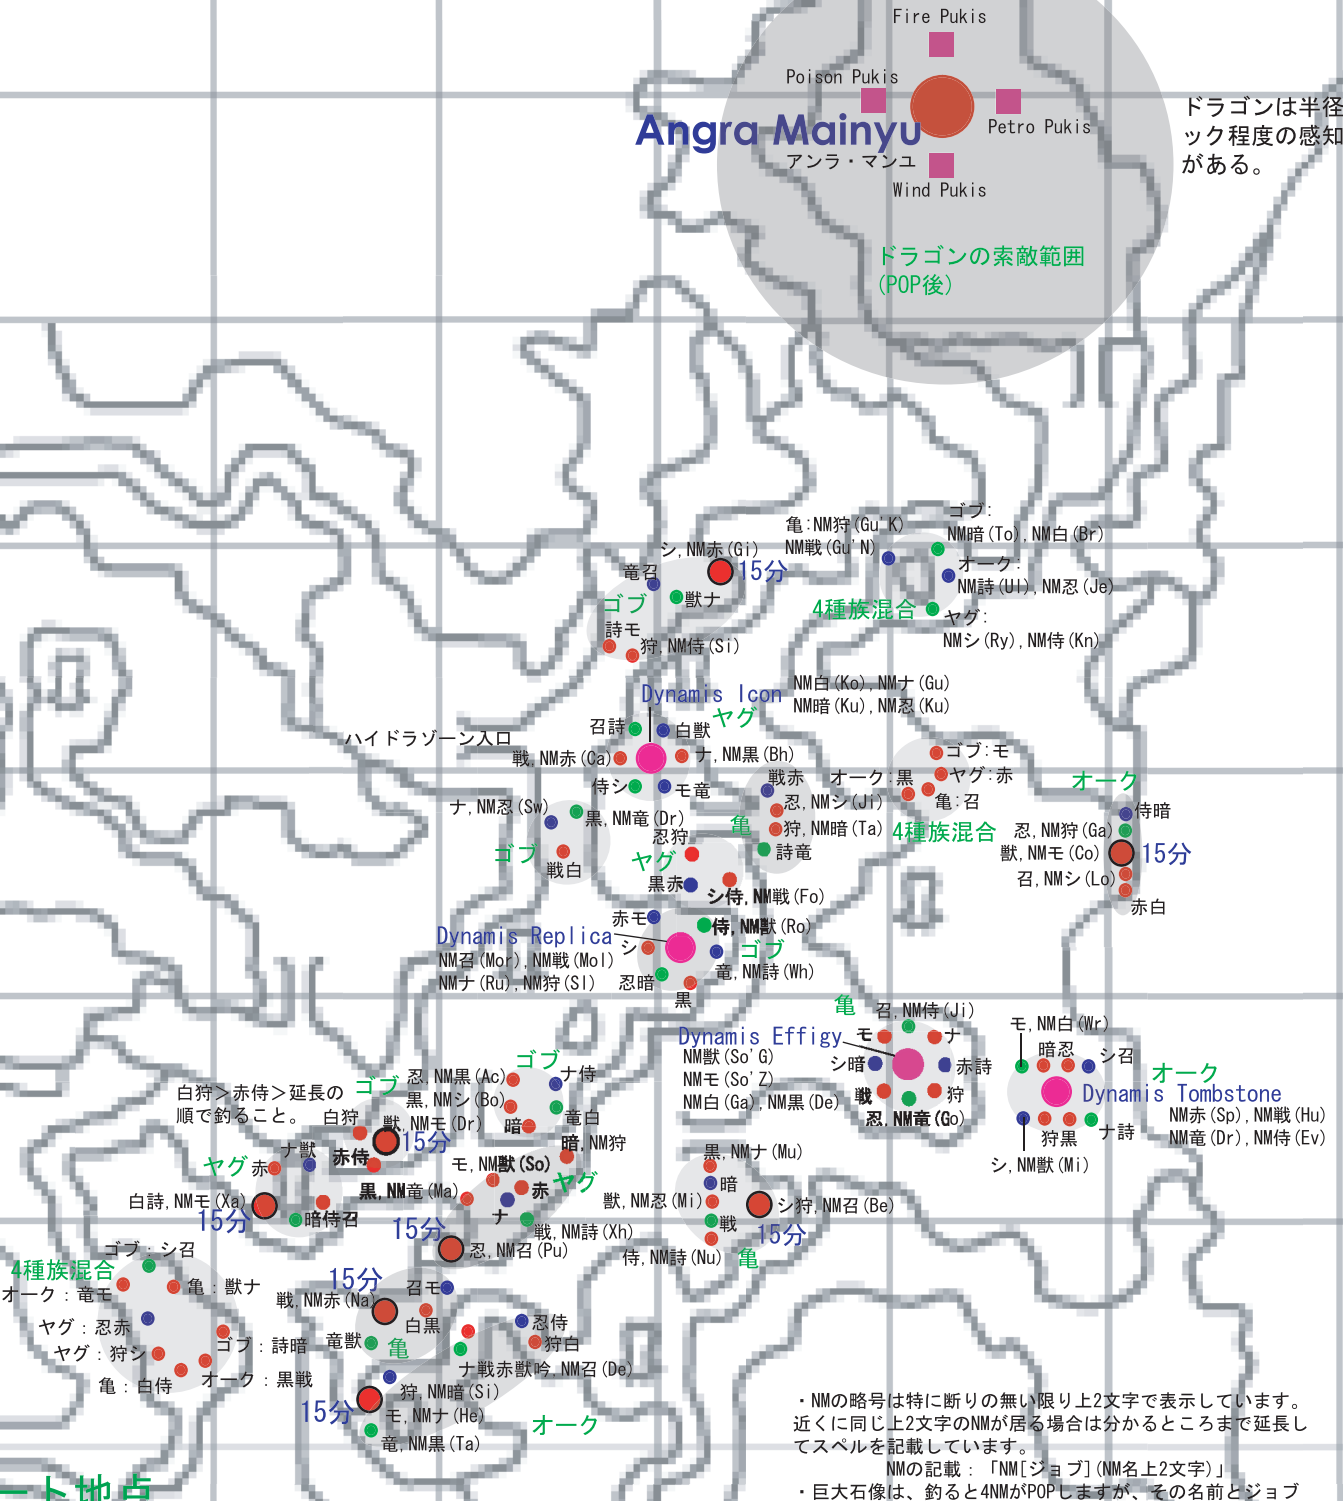 Fire Pukis
Poison Pukis
Petro Pukis
Angra Mainyu
アンラ・マンユ
Wind Pukis
ドラゴンは半径
ック程度の感知
がある。
ドラゴンの索敵範囲
(POP後)
ゴブ:
NM暗(To),NM白(Br)
亀:NM狩(Gu'K)
NM戦(Gu'N)
オーク:
NM詩(Ul),NM忍(Je)
4種族混合
ヤグ:
NMシ(Ry),NM侍(Kn)
シ,NM赤(Gi)
15分
竜召
獣ナ
ゴブ
詩モ
狩,NM侍(Si)
Dynamis Icon
NM白(Ko),NMナ(Gu)
NM暗(Ku),NM忍(Ku)
召詩
白獣
ヤグ
ハイドラゾーン入口
戦,NM赤(Ca)
ナ,NM黒(Bh)
侍シ
モ竜
戦赤
忍,NMシ(Ji)
狩,NM暗(Ta)
亀
詩竜
ゴブ:モ
オーク:黒
ヤグ:赤
亀:召
4種族混合
オーク
侍暗
忍,NM狩(Ga)
獣,NMモ(Co)
15分
召,NMシ(Lo)
赤白
ナ,NM忍(Sw)
黒,NM竜(Dr)
ゴブ
戦白
忍狩
ヤグ
黒赤
シ侍,NM戦(Fo)
赤モ
侍,NM獣(Ro)
Dynamis Replica
シ
ゴブ
NM召(Mor),NM戦(Mol)
NMナ(Ru),NM狩(Sl)
忍暗
竜,NM詩(Wh)
黒
亀
召,NM侍(Ji)
Dynamis Effigy
モ
ナ
NM獣(So'G)
NMモ(So'Z)
NM白(Ga),NM黒(De)
シ暗
赤詩
戦
狩
忍,NM竜(Go)
モ,NM白(Wr)
暗忍
シ召
オーク
Dynamis Tombstone
NM赤(Sp),NM戦(Hu)
NM竜(Dr),NM侍(Ev)
狩黒
ナ詩
シ,NM獣(Mi)
ゴブ
忍,NM黒(Ac)
ナ侍
黒,NMシ(Bo)
竜白
暗
白狩＞赤侍＞延長の
順で釣ること。
ゴブ
白狩
獣,NMモ(Dr)
15分
赤侍
暗,NM狩
ナ獣
ヤグ
赤
モ,NM獣(So)
ヤグ
黒,NM竜(Ma)
赤
ナ
白詩,NMモ(Xa)
15分
暗侍召
戦,NM詩(Xh)
15分
忍,NM召(Pu)
黒,NMナ(Mu)
暗
獣,NM忍(Mi)
シ狩,NM召(Be)
戦
15分
侍,NM詩(Nu)
亀
ゴブ：シ召
4種族混合
オーク：竜モ
亀：獣ナ
ヤグ：忍赤
ゴブ：詩暗
ヤグ：狩シ
オーク：黒戦
亀：白侍
15分
召モ
戦,NM赤(Na)
白黒
竜獣
亀
忍侍
狩白
ナ戦赤獣吟,NM召(De)
狩,NM暗(Si)
15分
モ,NMナ(He)
オーク
竜,NM黒(Ta)
・NMの略号は特に断りの無い限り上2文字で表示しています。
近くに同じ上2文字のNMが居る場合は分かるところまで延長し
てスペルを記載しています。
NMの記載：「NM[ジョブ](NM名上2文字)」
・巨大石像は、釣ると4NMがPOPしますが、その名前とジョブ
ート地点